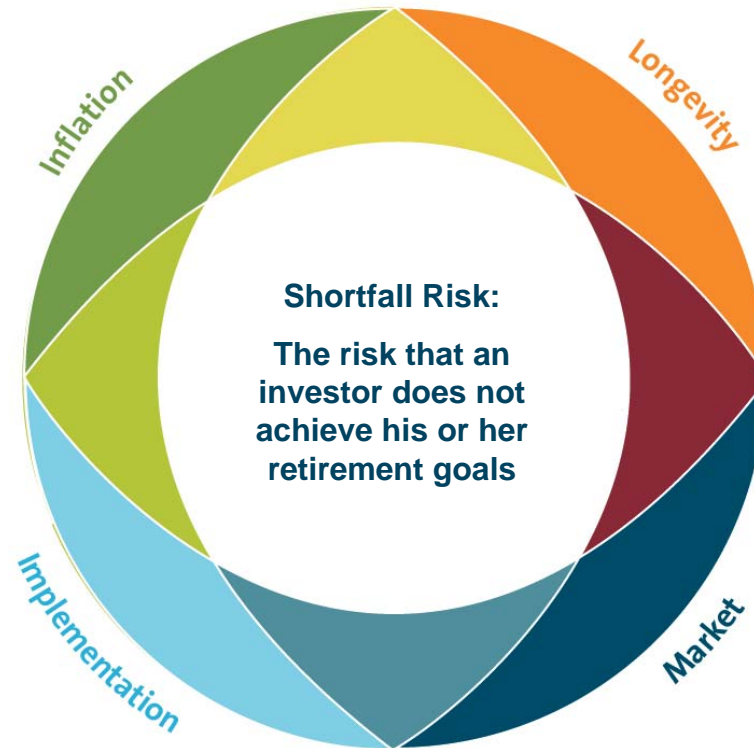 Inflation
Longevity
Shortfall Risk:
The risk that an
investor does not
achieve his or her
retirement goals
Implementation
Market